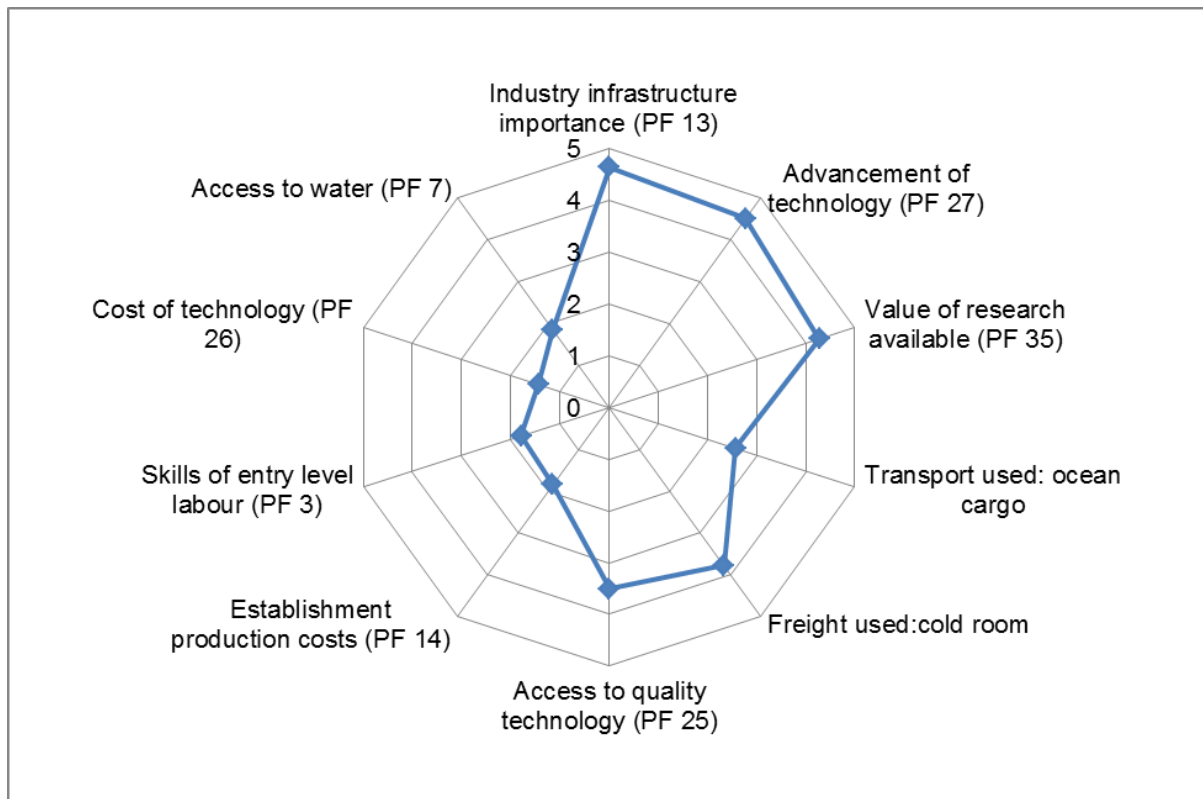 Industry infrastructure
importance (PF 13)
Advancement of
technology (PF 27)
Value of research
available (PF 35)
Transport used: ocean
cargo
Freight used:cold room
Access to quality
technology (PF 25)
Establishment
production costs (PF 14)
Skills of entry level
labour (PF 3)
Cost of technology (PF
26)
Access to water (PF 7)
5
4
3
2
1
0